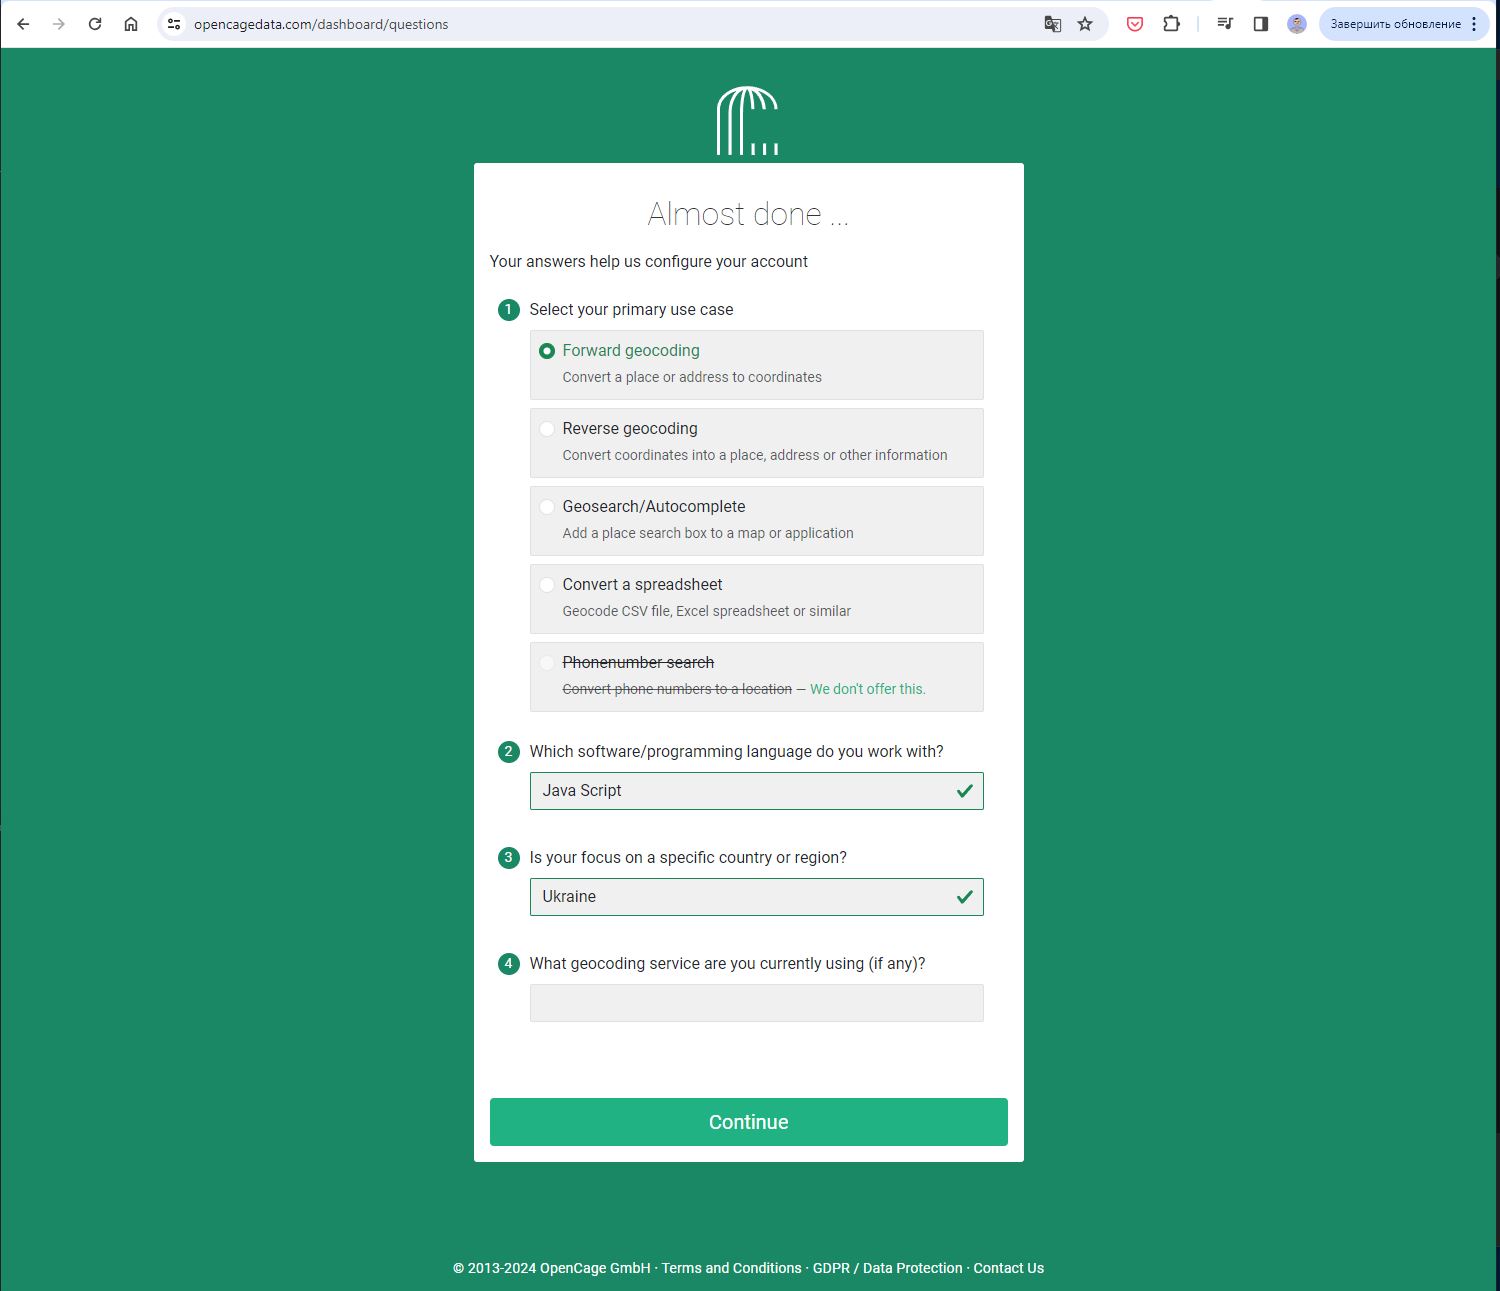 opencagedata.com/dashboard/questions
Завершить обновление
Almost done ...
Your answers help us configure your account
1 Select your primary use case
Forward geocoding
Convert a place or address to coordinates
Reverse geocoding
Convert coordinates into a place, address or other information
Geosearch/Autocomplete
Add a place search box to a map or application
Convert a spreadsheet
Geocode CSV file, Excel spreadsheet or similar
Phonenumber search
Convert phone numbers to a location – We don't offer this.
2 Which software/programming language do you work with?
Java Script
3 Is your focus on a specific country or region?
Ukraine
4 What geocoding service are you currently using (if any)?
Continue
© 2013-2024 OpenCage GmbH · Terms and Conditions · GDPR / Data Protection · Contact Us